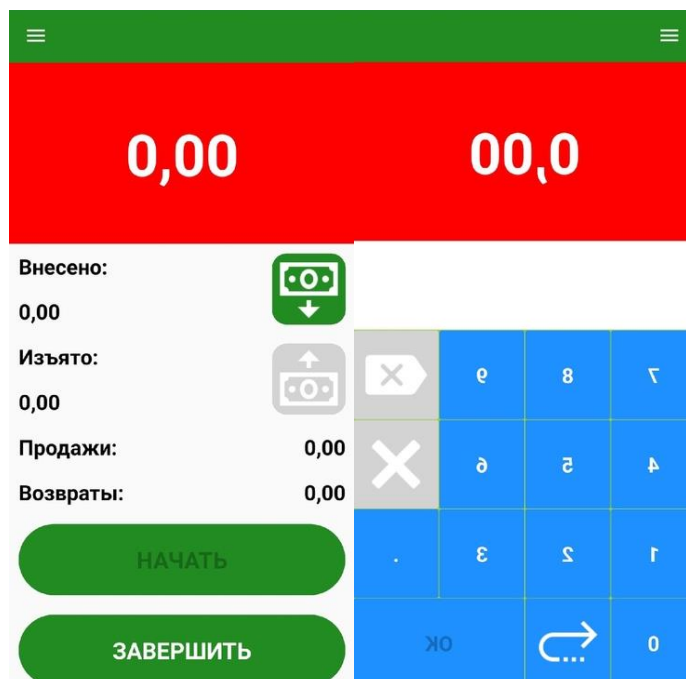 0,00
Внесено:
0,00
Изъято:
0,00
Продажи: 0,00
Возвраты: 0,00
НАЧАТЬ
ЗАВЕРШИТЬ
0,00
7 8 9
4 5 6
1 2 3 .
0 ОК